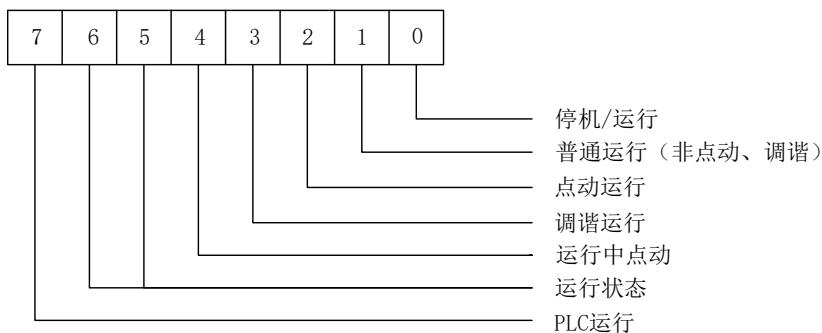 7 6 5 4 3 2 1 0
停机/运行
普通运行（非点动、调谐）
点动运行
调谐运行
运行中点动
运行状态
PLC运行